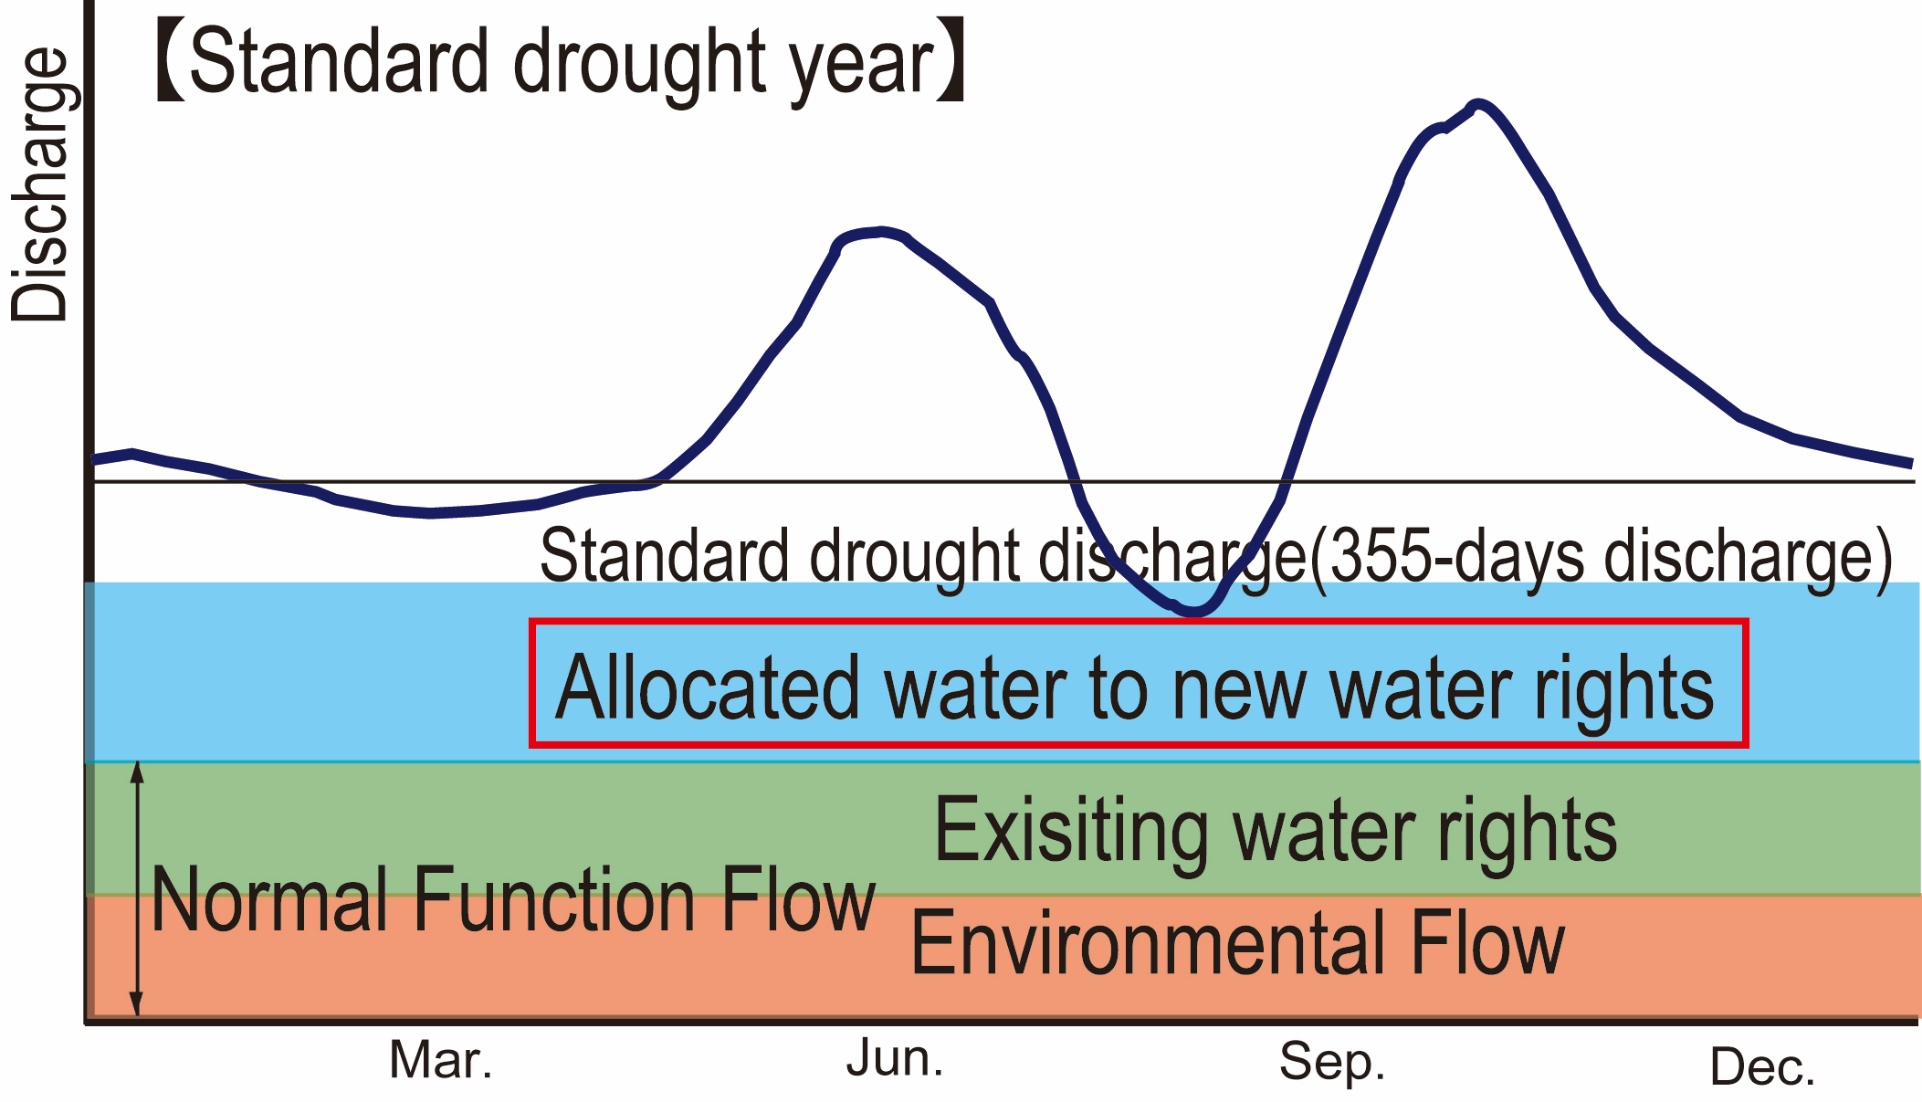 Discharge
【Standard drought year】
Standard drought discharge(355-days discharge)
Allocated water to new water rights
Exisiting water rights
Normal Function Flow
Environmental Flow
Mar.
Jun.
Sep.
Dec.